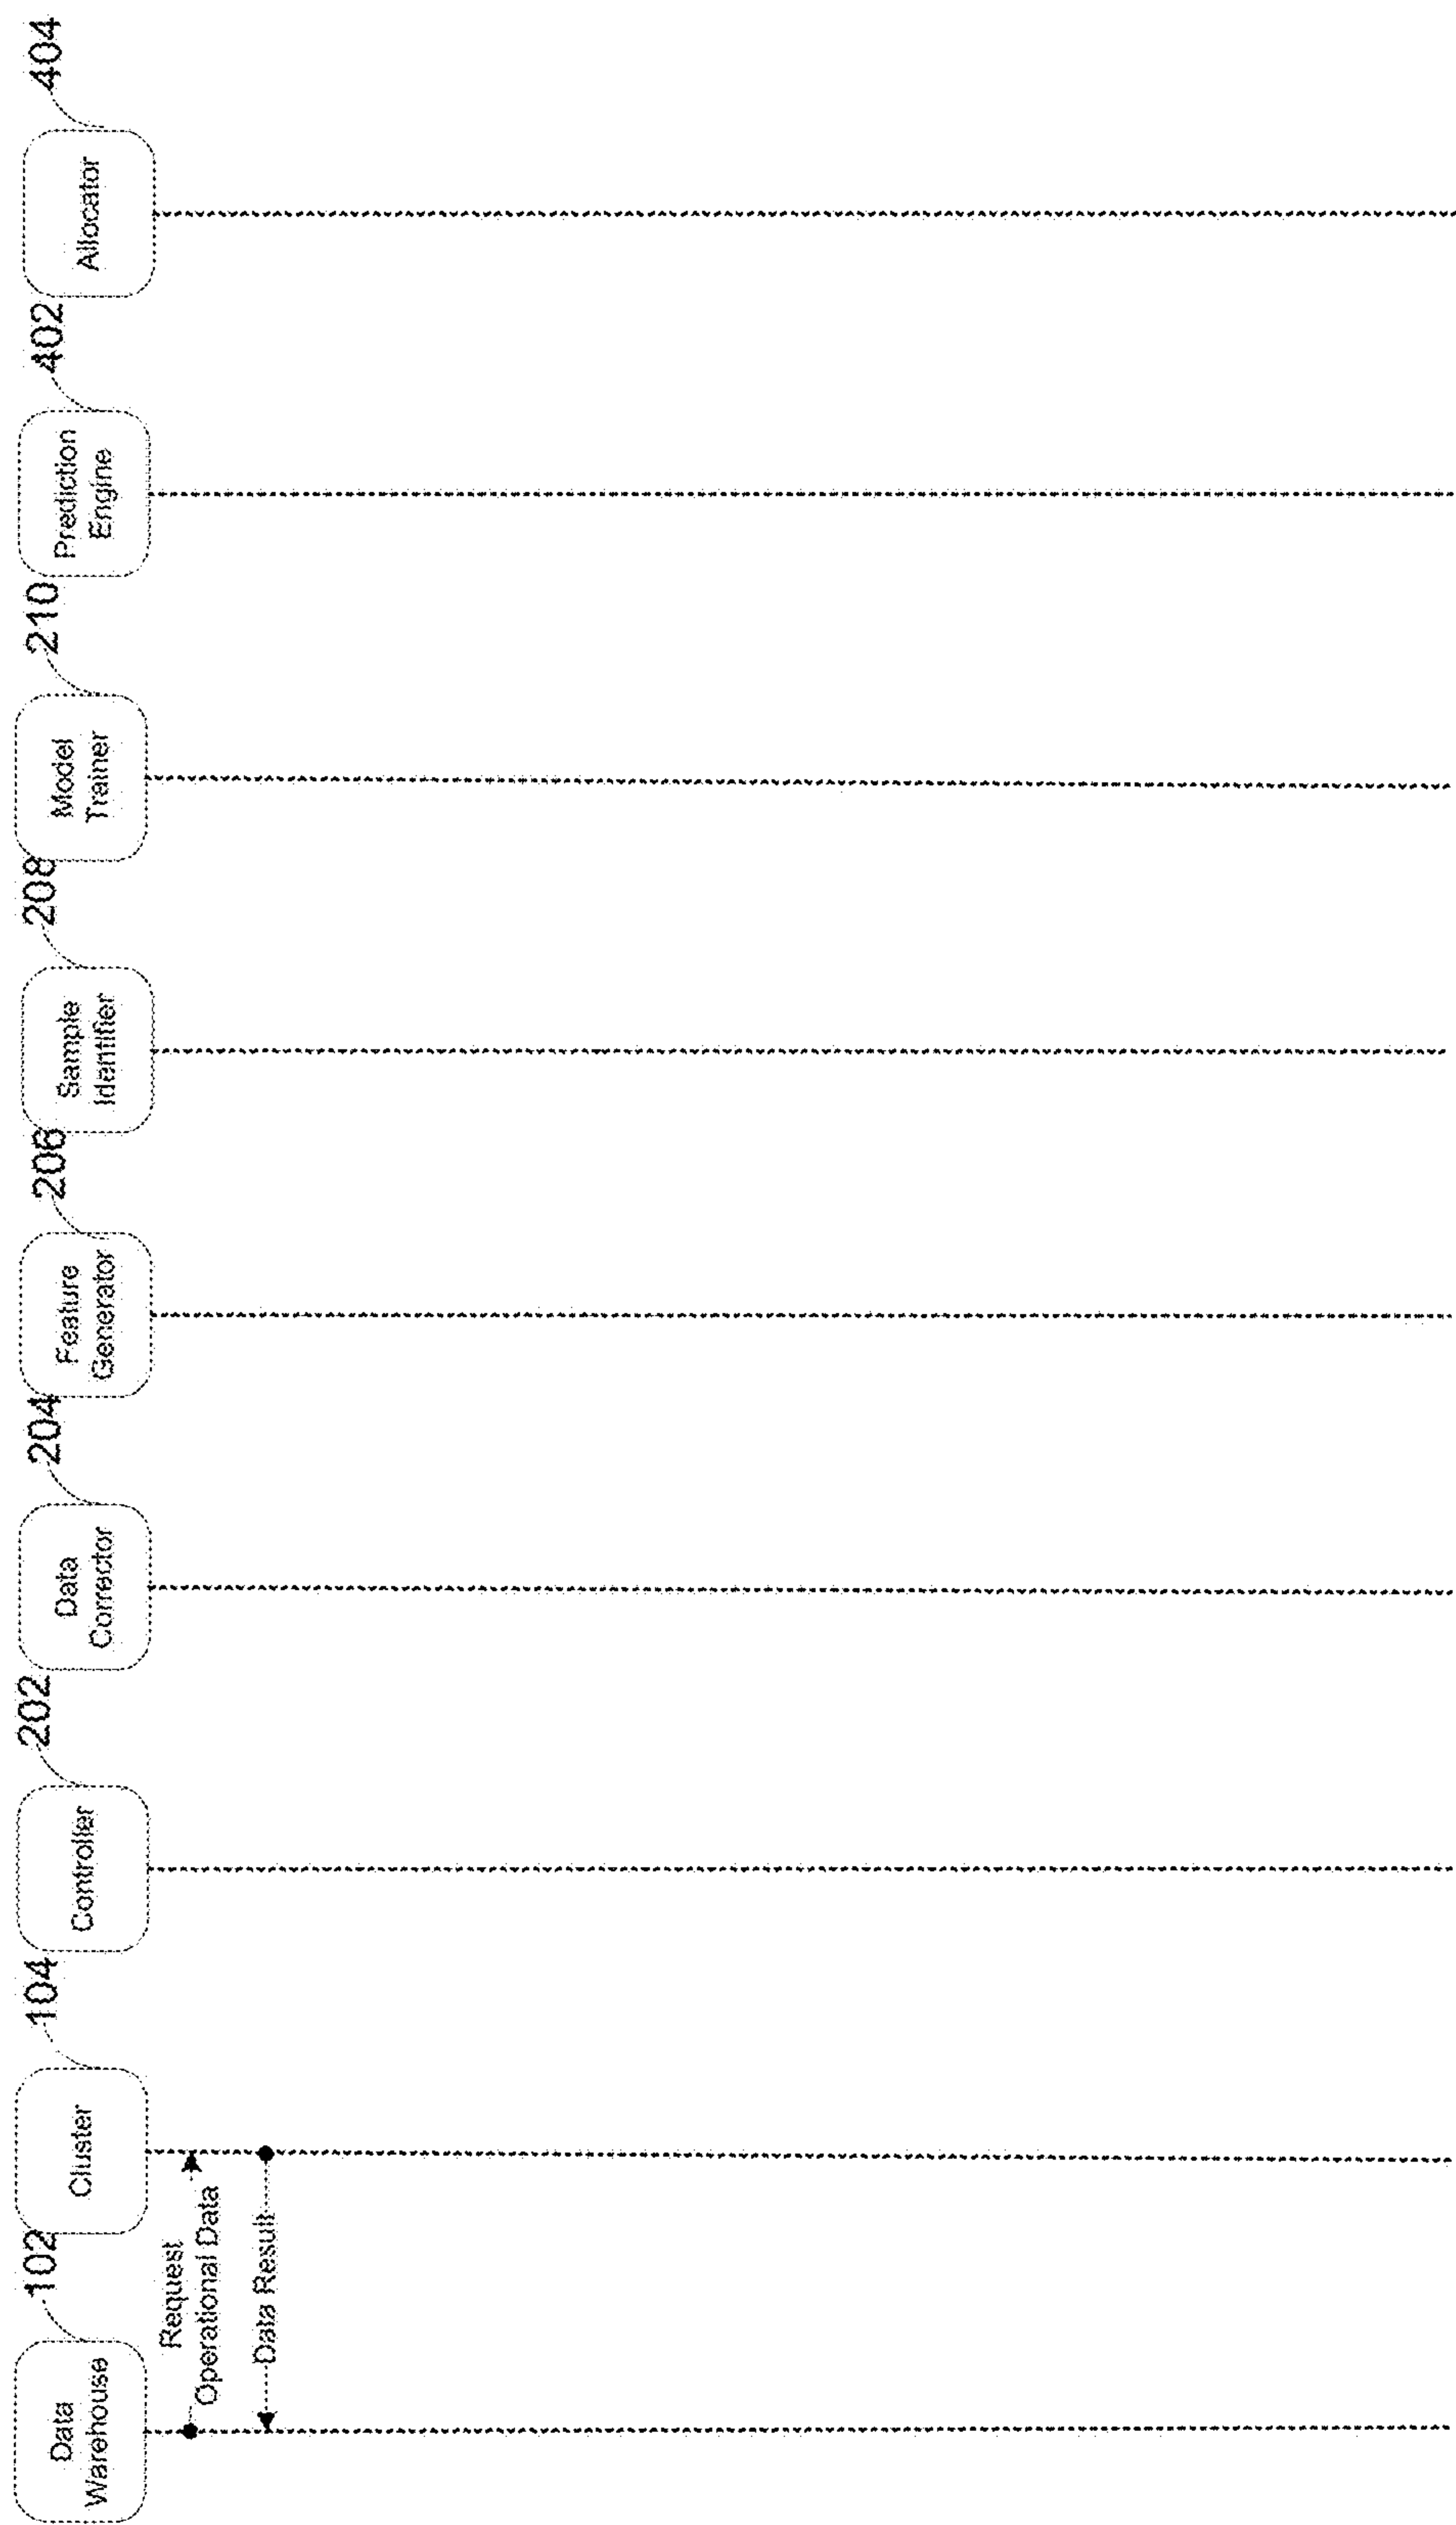 102
104
202
204
206
208
210
402
404
Data
Warehouse
Cluster
Controller
Data
Corrector
Feature
Generator
Sample
Identifier
Model
Trainer
Prediction
Engine
Allocator
Request
Operational Data
Data Result